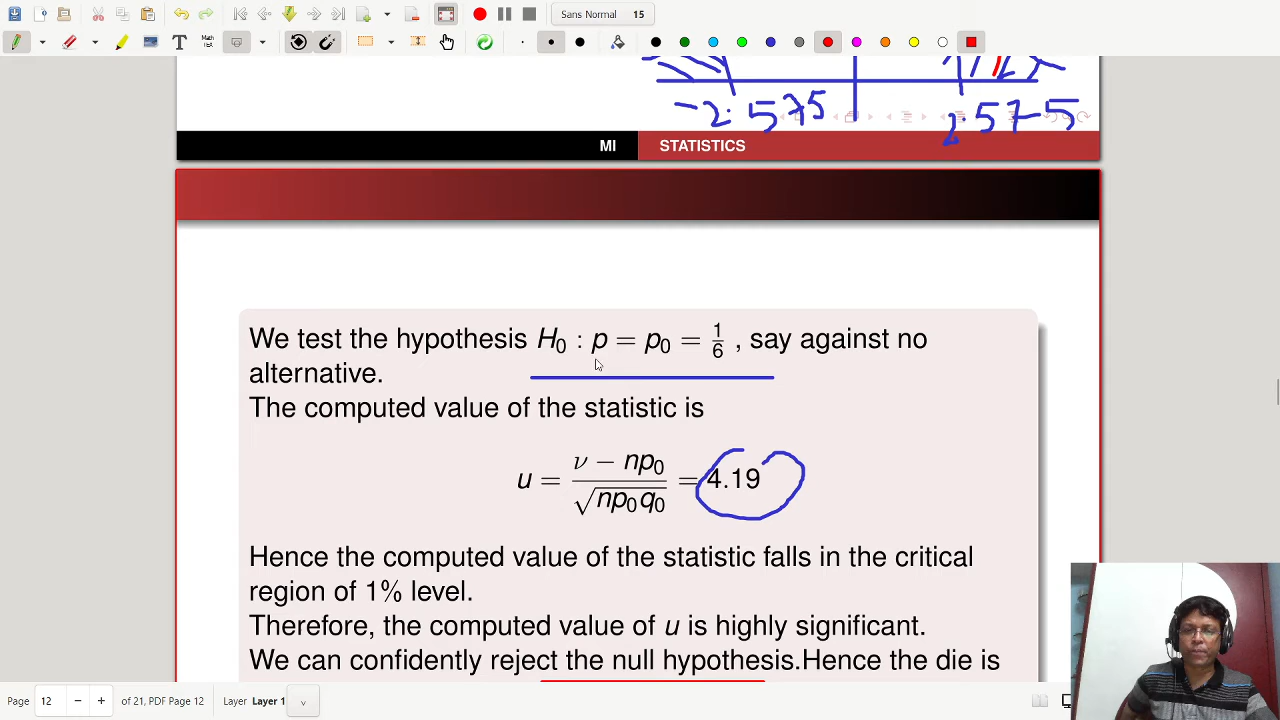 Sans Normal 15
-2.575
2.575
MI STATISTICS
We test the hypothesis H₀ : p = p₀ = 1/6 , say against no
alternative.
The computed value of the statistic is
u = (ν − np₀) / √(np₀q₀) = 4.19
Hence the computed value of the statistic falls in the critical
region of 1% level.
Therefore, the computed value of u is highly significant.
We can confidently reject the null hypothesis.Hence the die is
Page 12 of 21, PDF Page 12 Layer Layer 1